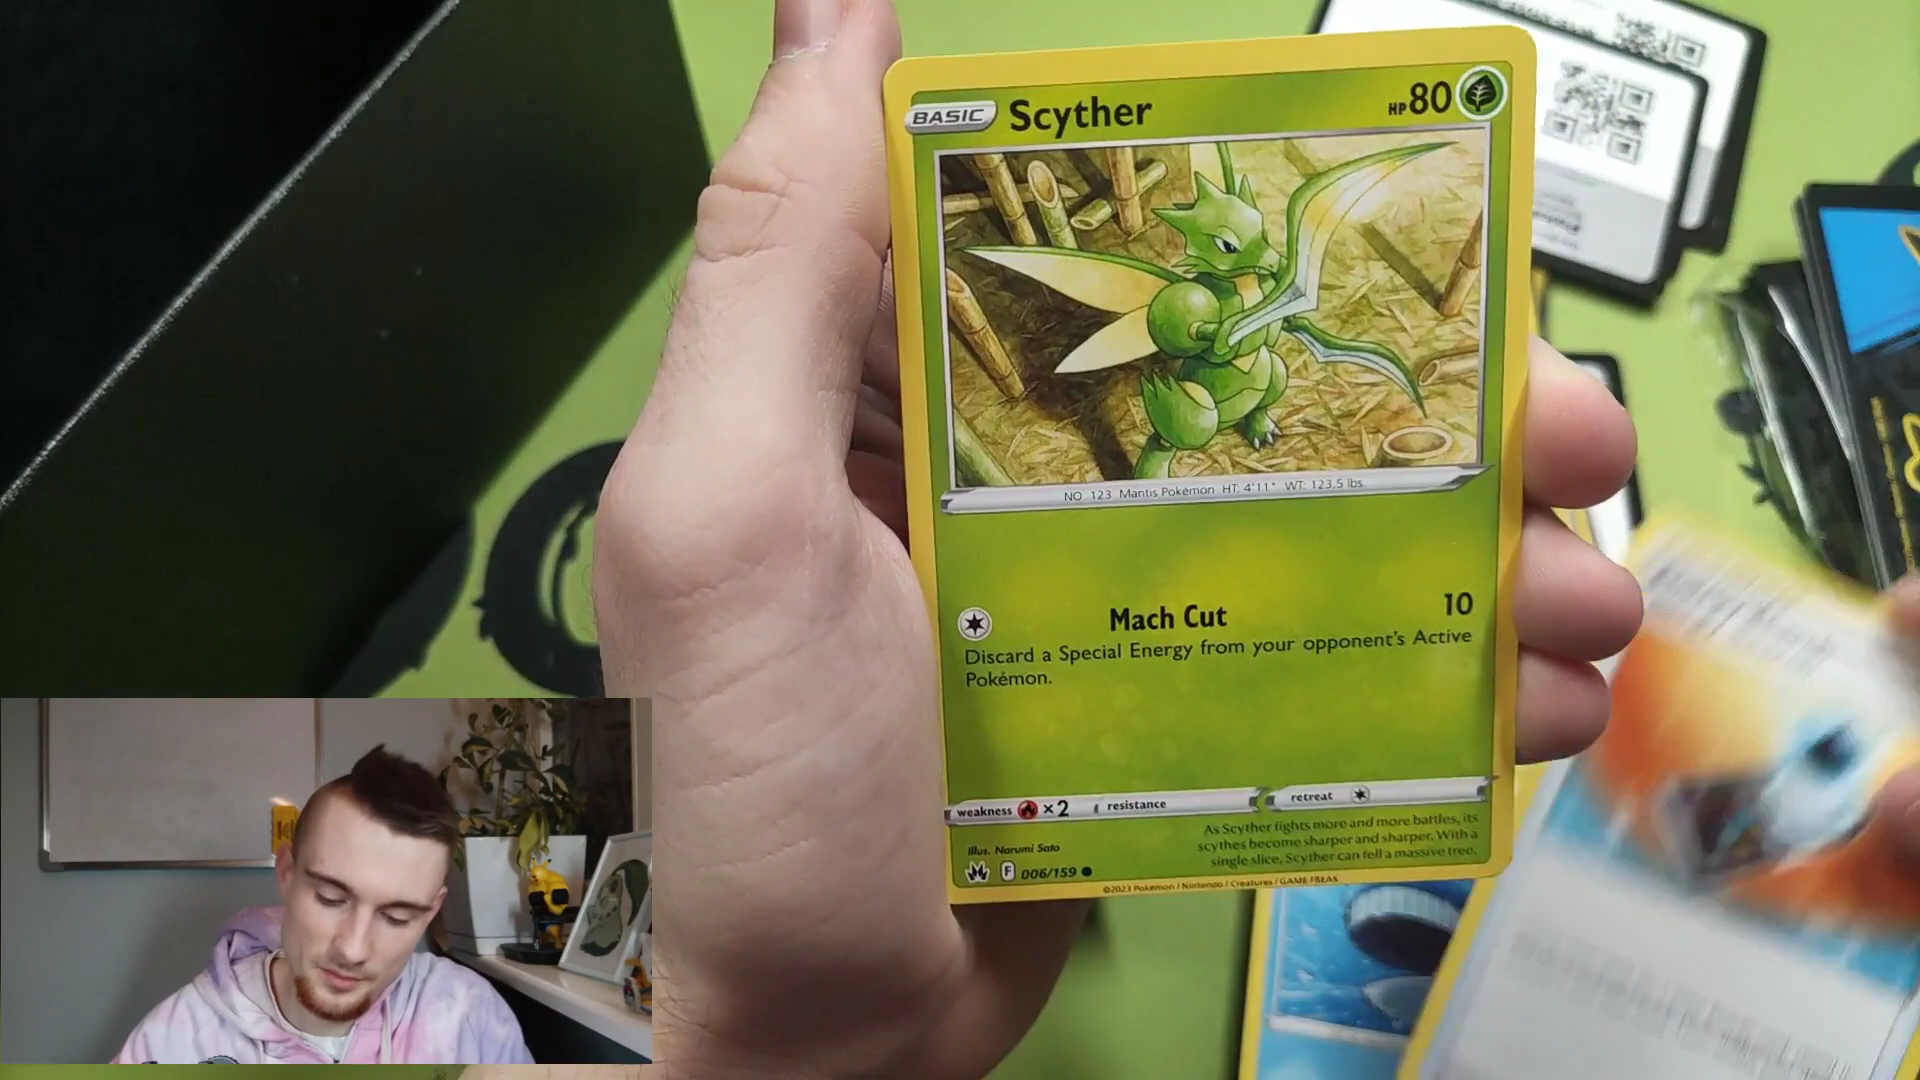 BASIC Scyther HP 80
NO. 123 Mantis Pokémon HT: 4'11" WT: 123.5 lbs.
Mach Cut 10
Discard a Special Energy from your opponent's Active
Pokémon.
weakness ×2 resistance retreat
As Scyther fights more and more battles, its
scythes become sharper and sharper. With a
single slice, Scyther can fell a massive tree.
Illus. Narumi Sato
F 006/159
©2023 Pokémon / Nintendo / Creatures / GAME FREAK